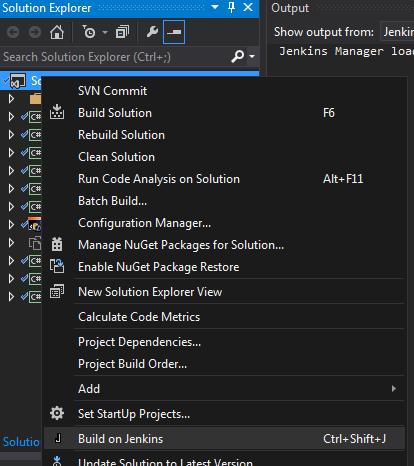 Solution Explorer
Output
Show output from: Jenkin
Search Solution Explorer (Ctrl+;)
Jenkins Manager load
Se
SVN Commit
Build Solution F6
Rebuild Solution
Clean Solution
Run Code Analysis on Solution Alt+F11
Batch Build...
Configuration Manager...
Manage NuGet Packages for Solution...
Enable NuGet Package Restore
New Solution Explorer View
Calculate Code Metrics
Project Dependencies...
Project Build Order...
Add
Set StartUp Projects...
Solution
Build on Jenkins Ctrl+Shift+J
Update Solution to Latest Version